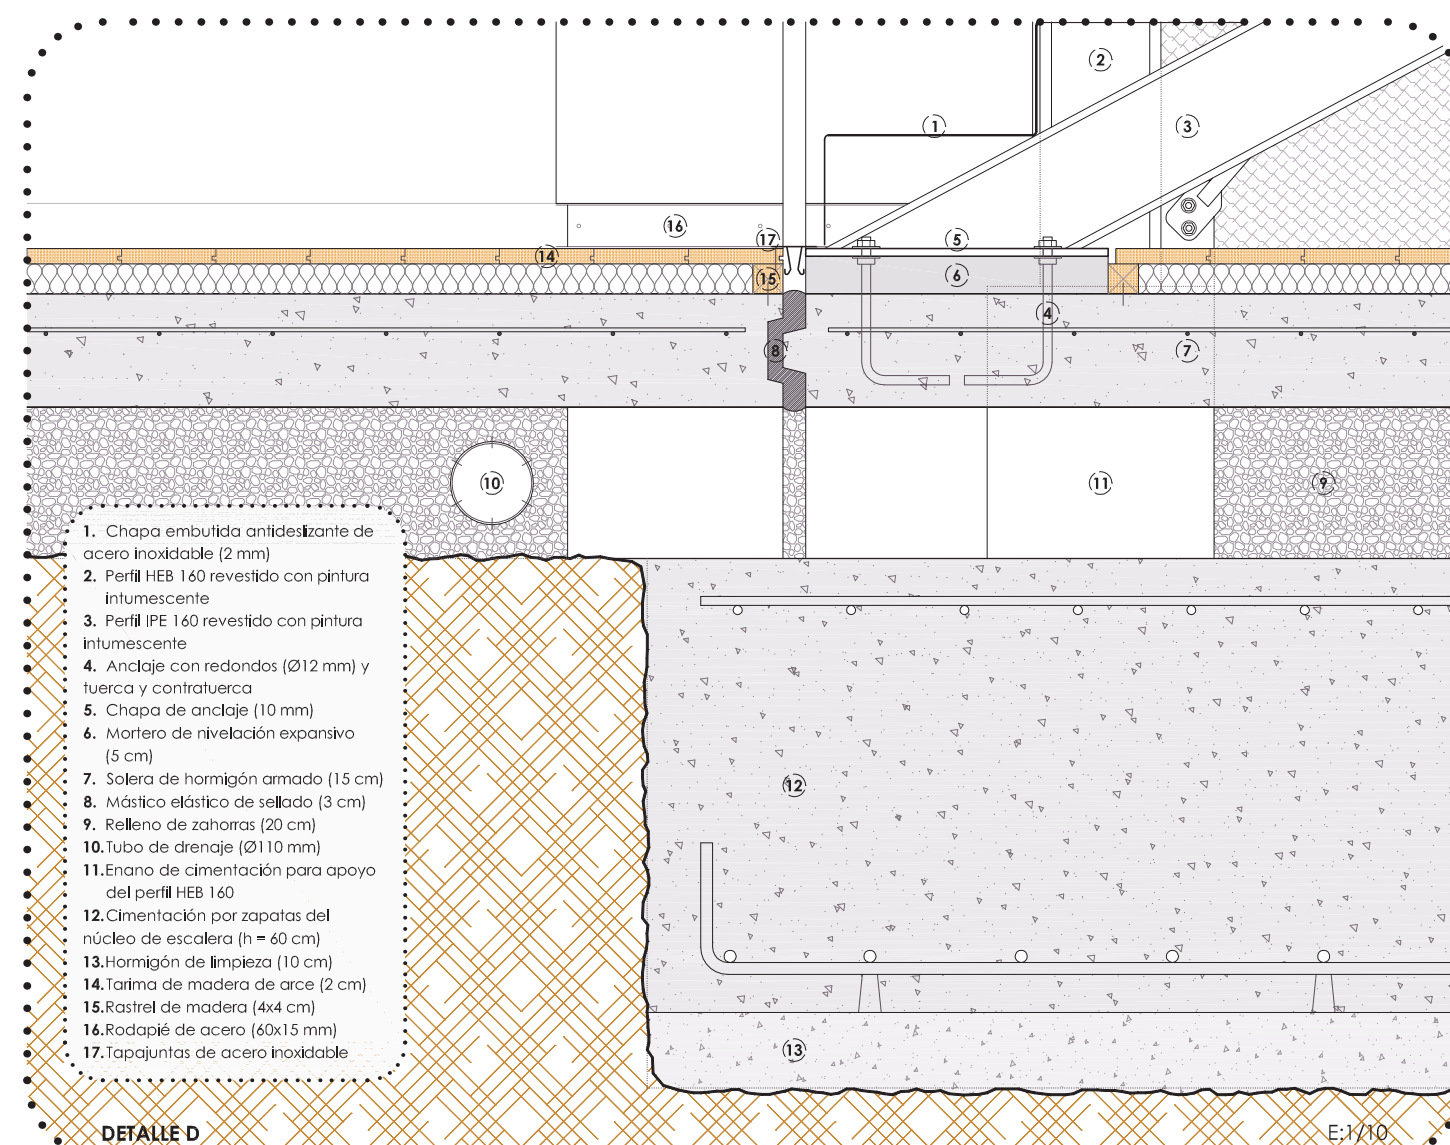 2
1
3
16
17
5
14
15
6
4
8
7
10
11
9
1. Chapa embutida antideslizante de
acero inoxidable (2 mm)
2. Perfil HEB 160 revestido con pintura
intumescente
3. Perfil IPE 160 revestido con pintura
intumescente
4. Anclaje con redondos (Ø12 mm) y
tuerca y contratuerca
5. Chapa de anclaje (10 mm)
6. Mortero de nivelación expansivo
(5 cm)
7. Solera de hormigón armado (15 cm)
8. Mástico elástico de sellado (3 cm)
9. Relleno de zahorras (20 cm)
10. Tubo de drenaje (Ø110 mm)
11. Enano de cimentación para apoyo
del perfil HEB 160
12. Cimentación por zapatas del
núcleo de escalera (h = 60 cm)
13. Hormigón de limpieza (10 cm)
14. Tarima de madera de arce (2 cm)
15. Rastrel de madera (4x4 cm)
16. Rodapié de acero (60x15 mm)
17. Tapajuntas de acero inoxidable
12
13
DETALLE D
E:1/10